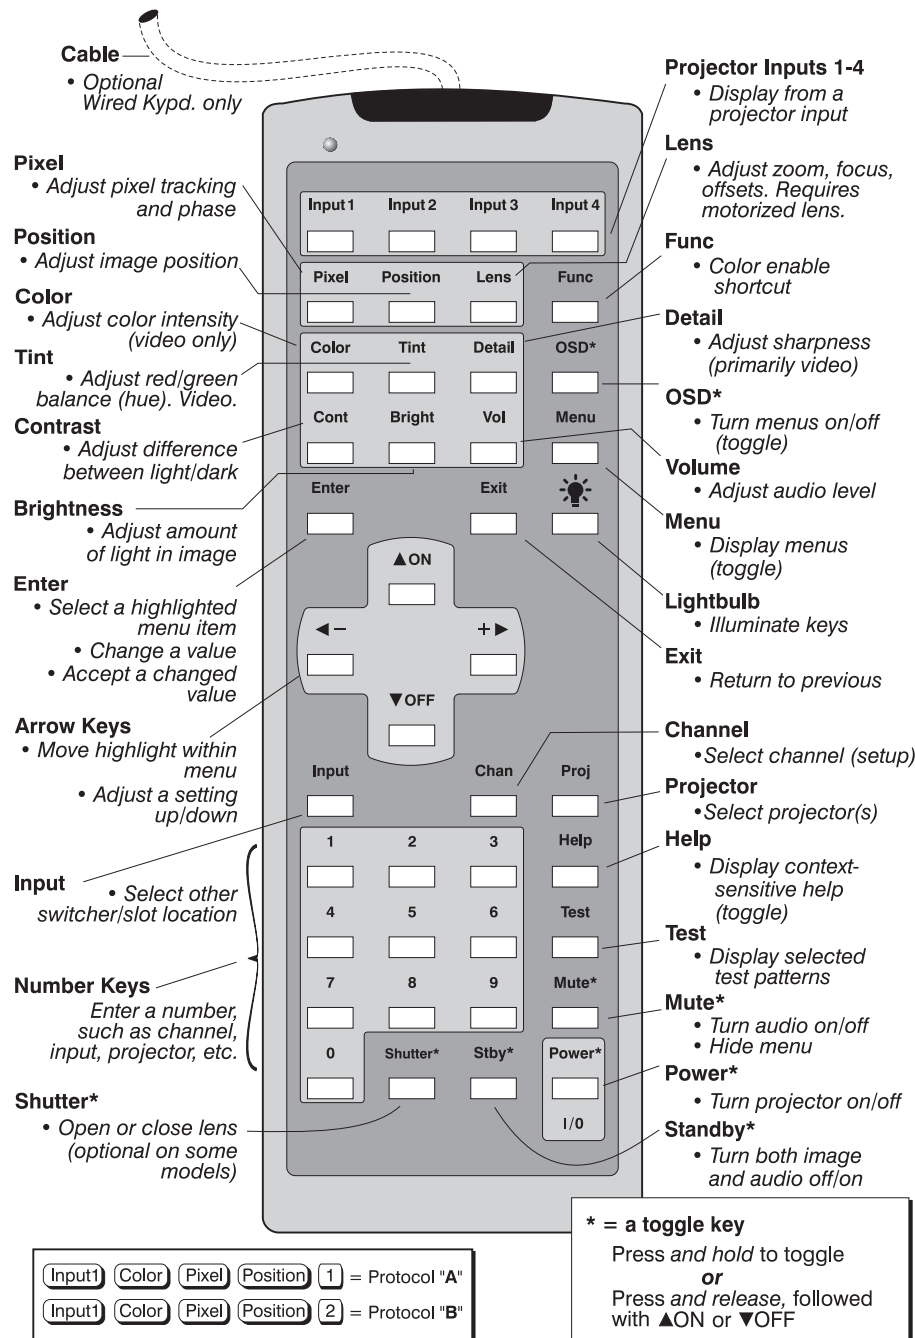 Cable
• Optional
Wired Kypd. only
Pixel
• Adjust pixel tracking
and phase
Position
• Adjust image position
Color
• Adjust color intensity
(video only)
Tint
• Adjust red/green
balance (hue). Video.
Contrast
• Adjust difference
between light/dark
Brightness
• Adjust amount
of light in image
Enter
• Select a highlighted
menu item
• Change a value
• Accept a changed
value
Arrow Keys
• Move highlight within
menu
• Adjust a setting
up/down
Input
• Select other
switcher/slot location
Number Keys
Enter a number,
such as channel,
input, projector, etc.
Shutter*
• Open or close lens
(optional on some
models)
Input 1 Input 2 Input 3 Input 4
Pixel Position Lens Func
Color Tint Detail OSD*
Cont Bright Vol Menu
Enter Exit
▲ON
◄– +►
▼OFF
Input Chan Proj
1 2 3 Help
4 5 6 Test
7 8 9 Mute*
0 Shutter* Stby* Power*
I/0
Projector Inputs 1-4
• Display from a
projector input
Lens
• Adjust zoom, focus,
offsets. Requires
motorized lens.
Func
• Color enable
shortcut
Detail
• Adjust sharpness
(primarily video)
OSD*
• Turn menus on/off
(toggle)
Volume
• Adjust audio level
Menu
• Display menus
(toggle)
Lightbulb
• Illuminate keys
Exit
• Return to previous
Channel
•Select channel (setup)
Projector
•Select projector(s)
Help
• Display context-
sensitive help
(toggle)
Test
• Display selected
test patterns
Mute*
• Turn audio on/off
• Hide menu
Power*
• Turn projector on/off
Standby*
• Turn both image
and audio off/on
Input1 Color Pixel Position 1 = Protocol "A"
Input1 Color Pixel Position 2 = Protocol "B"
* = a toggle key
Press and hold to toggle
or
Press and release, followed
with ▲ON or ▼OFF